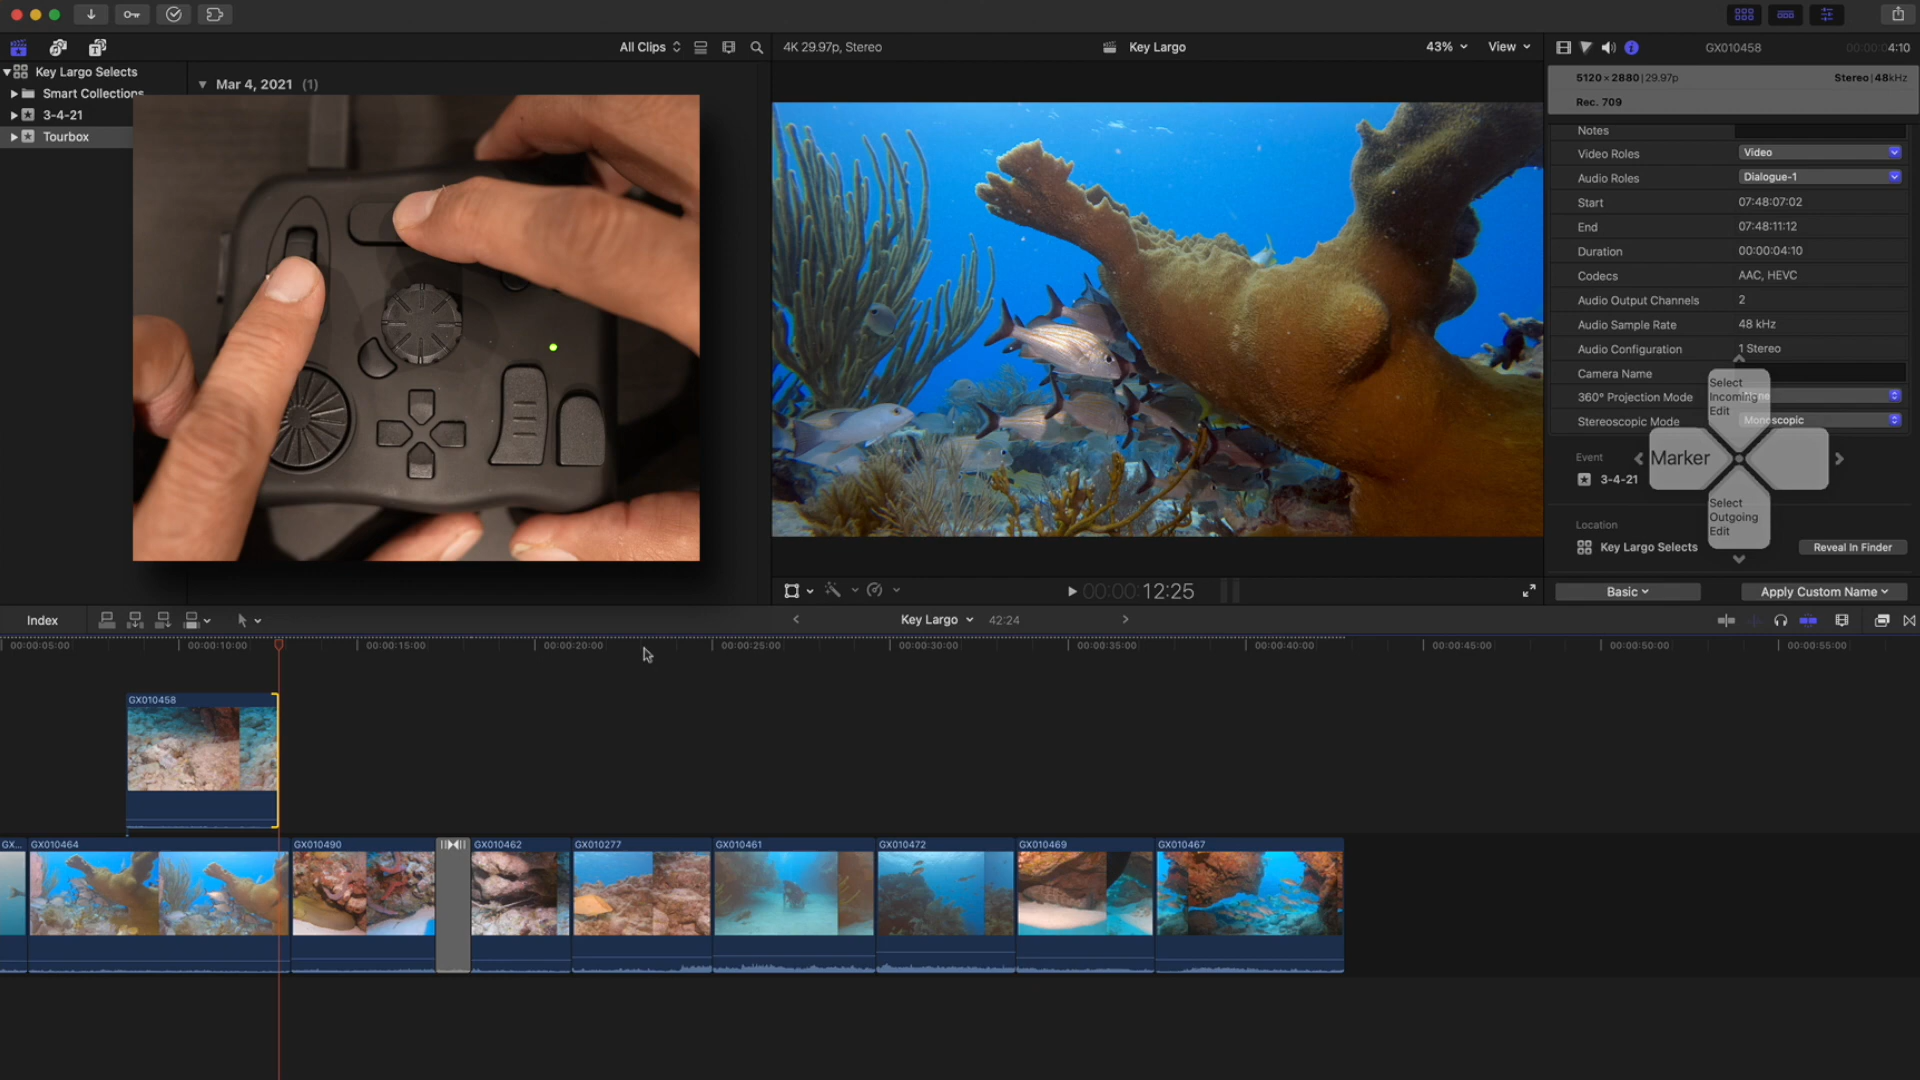 All Clips
4K 29.97p, Stereo
Key Largo
43%
View
GX010458
00:00:04:10
Key Largo Selects
Smart Collections
3-4-21
Tourbox
Mar 4, 2021 (1)
5120 × 2880 | 29.97p
Stereo | 48kHz
Rec. 709
Notes
Video Roles Video
Audio Roles Dialogue-1
Start 07:48:07:02
End 07:48:11:12
Duration 00:00:04:10
Codecs AAC, HEVC
Audio Output Channels 2
Audio Sample Rate 48 kHz
Audio Configuration 1 Stereo
Camera Name
360° Projection Mode
Stereoscopic Mode Monoscopic
Select
Incoming
Edit
Marker
Select
Outgoing
Edit
Event
3-4-21
Location
Key Largo Selects
Reveal In Finder
00:00:12:25
Basic
Apply Custom Name
Index
Key Largo 42:24
00:00:05:00 00:00:10:00 00:00:15:00 00:00:20:00 00:00:25:00 00:00:30:00 00:00:35:00 00:00:40:00 00:00:45:00 00:00:50:00 00:00:55:00
GX010458
GX... GX010464 GX010490 GX010462 GX010277 GX010461 GX010472 GX010469 GX010467